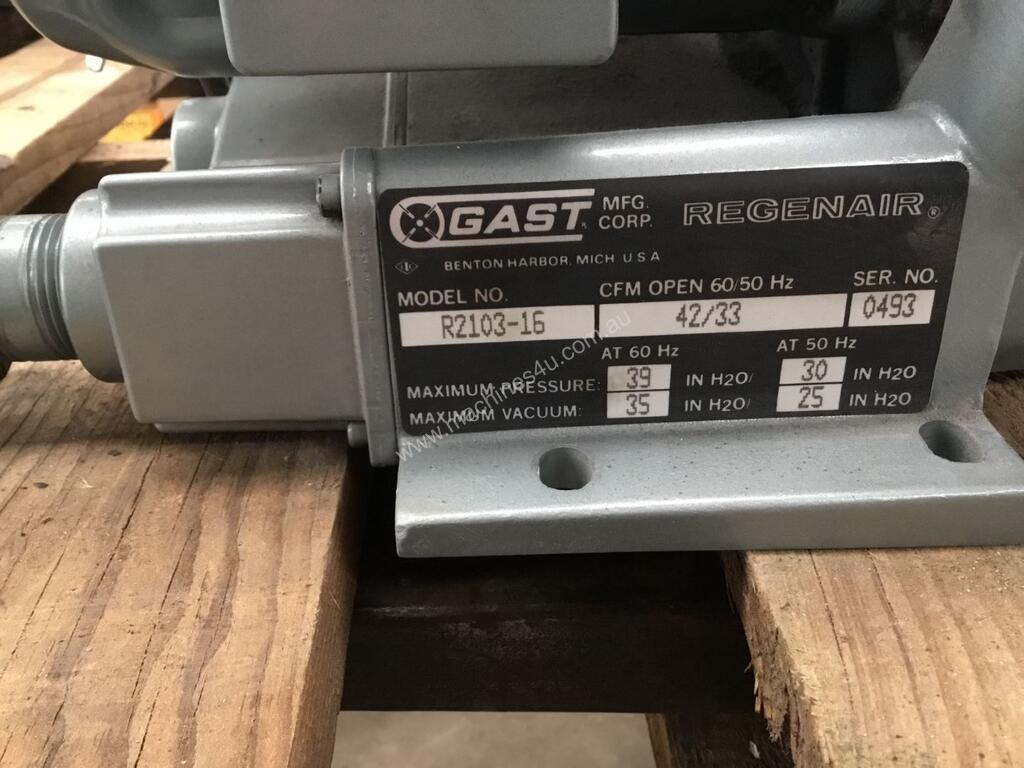 GAST MFG. CORP. REGENAIR®
BENTON HARBOR, MICH U.S.A
MODEL NO. CFM OPEN 60/50 Hz SER. NO.
R2103-16 42/33 0493
AT 60 Hz AT 50 Hz
MAXIMUM PRESSURE: 39 IN H2O/ 30 IN H2O
MAXIMUM VACUUM: 35 IN H2O/ 25 IN H2O
www.machines4u.com.au